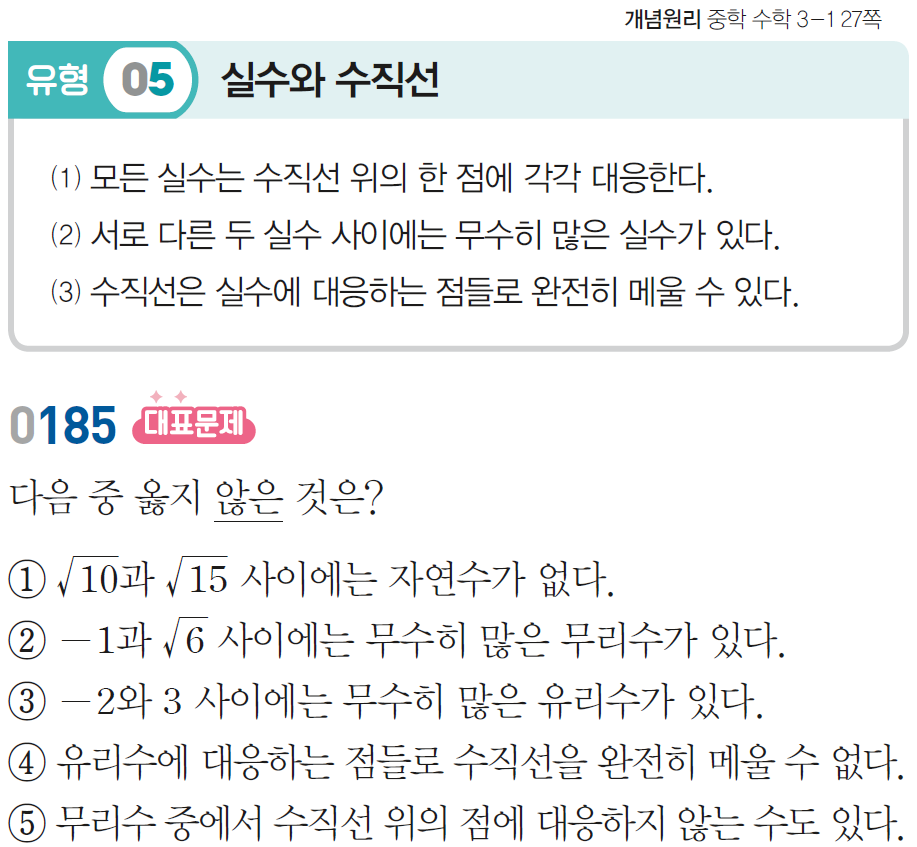 개념원리 중학 수학 3-1 27쪽
유형 05 실수와 수직선
(1) 모든 실수는 수직선 위의 한 점에 각각 대응한다.
(2) 서로 다른 두 실수 사이에는 무수히 많은 실수가 있다.
(3) 수직선은 실수에 대응하는 점들로 완전히 메울 수 있다.
0185 대표문제
다음 중 옳지 않은 것은?
① √10과 √15 사이에는 자연수가 없다.
② -1과 √6 사이에는 무수히 많은 무리수가 있다.
③ -2와 3 사이에는 무수히 많은 유리수가 있다.
④ 유리수에 대응하는 점들로 수직선을 완전히 메울 수 없다.
⑤ 무리수 중에서 수직선 위의 점에 대응하지 않는 수도 있다.